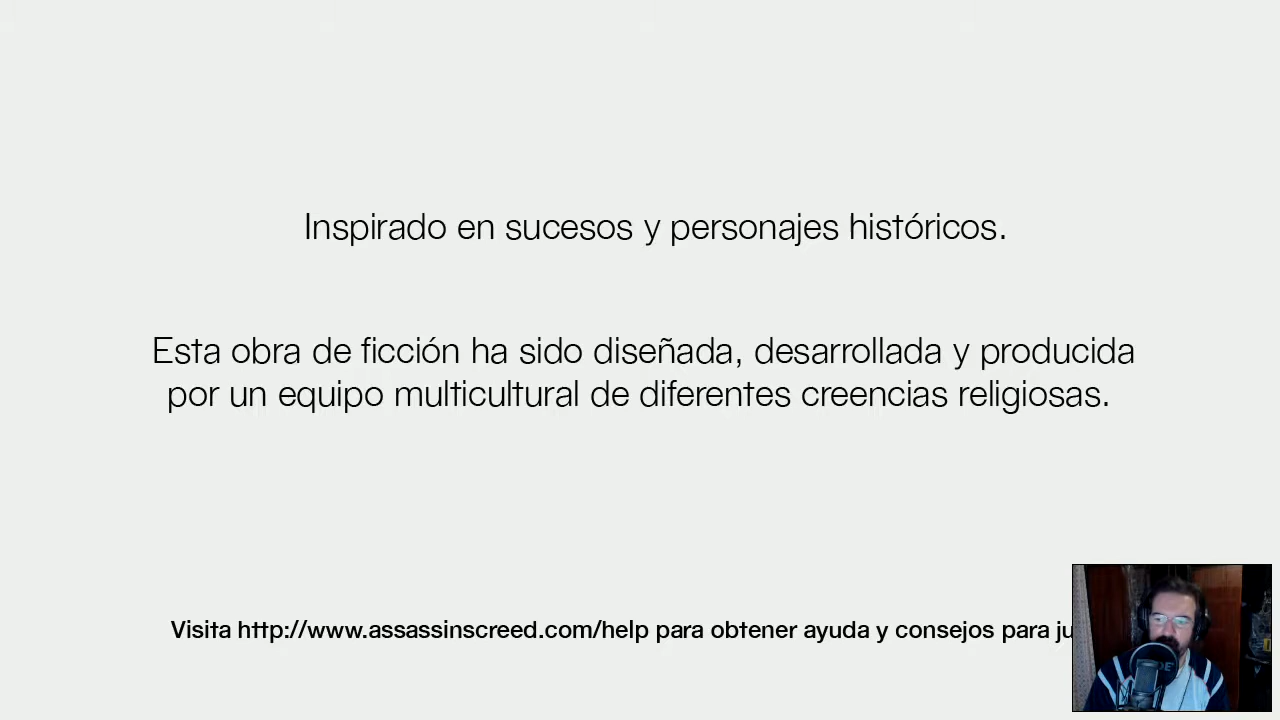 Inspirado en sucesos y personajes históricos.
Esta obra de ficción ha sido diseñada, desarrollada y producida
por un equipo multicultural de diferentes creencias religiosas.
Visita http://www.assassinscreed.com/help para obtener ayuda y consejos para